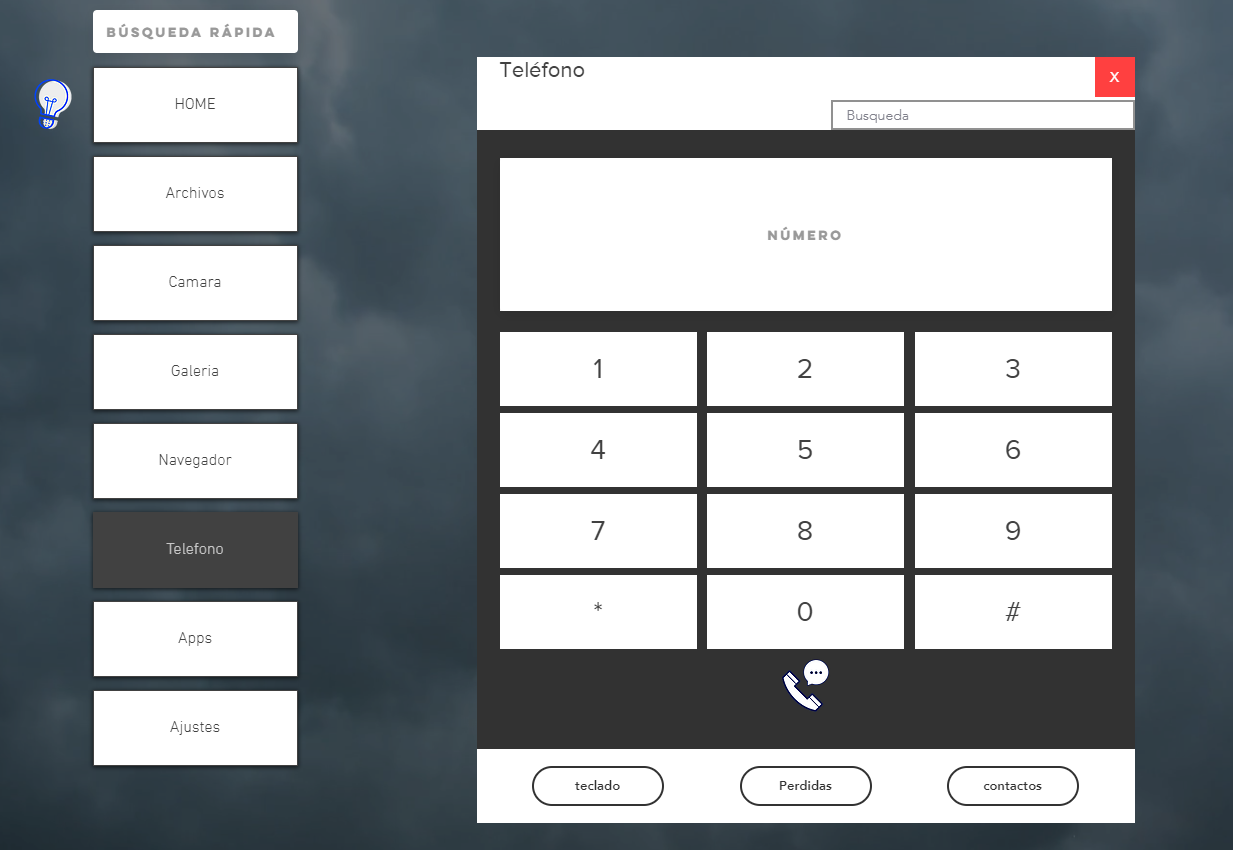 BÚSQUEDA RÁPIDA
HOME
Archivos
Camara
Galeria
Navegador
Telefono
Apps
Ajustes
Teléfono
X
Busqueda
NÚMERO
1 2 3
4 5 6
7 8 9
* 0 #
teclado Perdidas contactos